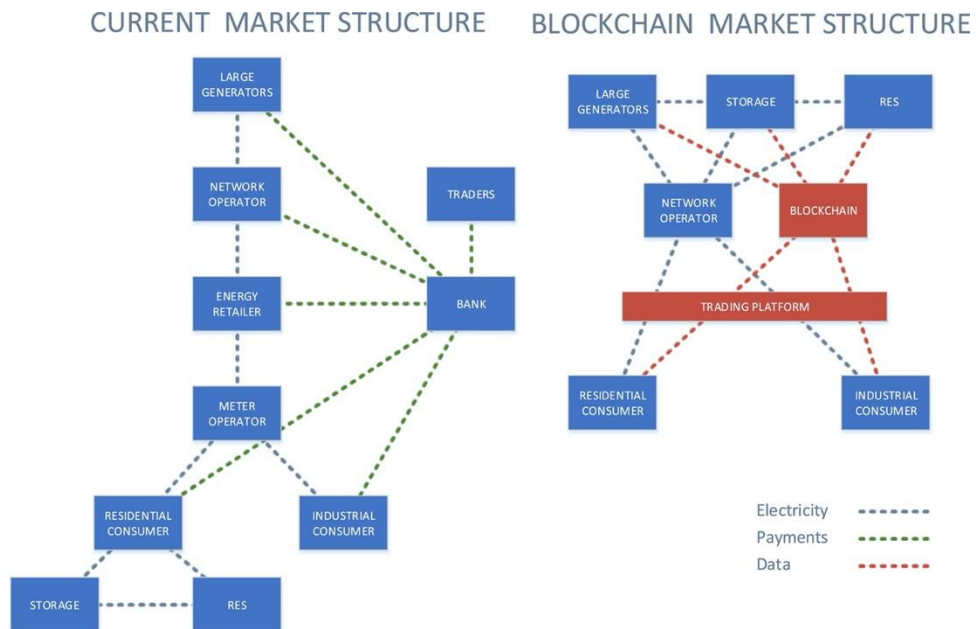 CURRENT MARKET STRUCTURE
LARGE
GENERATORS
NETWORK
OPERATOR
TRADERS
ENERGY
RETAILER
BANK
METER
OPERATOR
RESIDENTIAL
CONSUMER
INDUSTRIAL
CONSUMER
STORAGE
RES
BLOCKCHAIN MARKET STRUCTURE
LARGE
GENERATORS
STORAGE
RES
NETWORK
OPERATOR
BLOCKCHAIN
TRADING PLATFORM
RESIDENTIAL
CONSUMER
INDUSTRIAL
CONSUMER
Electricity
Payments
Data